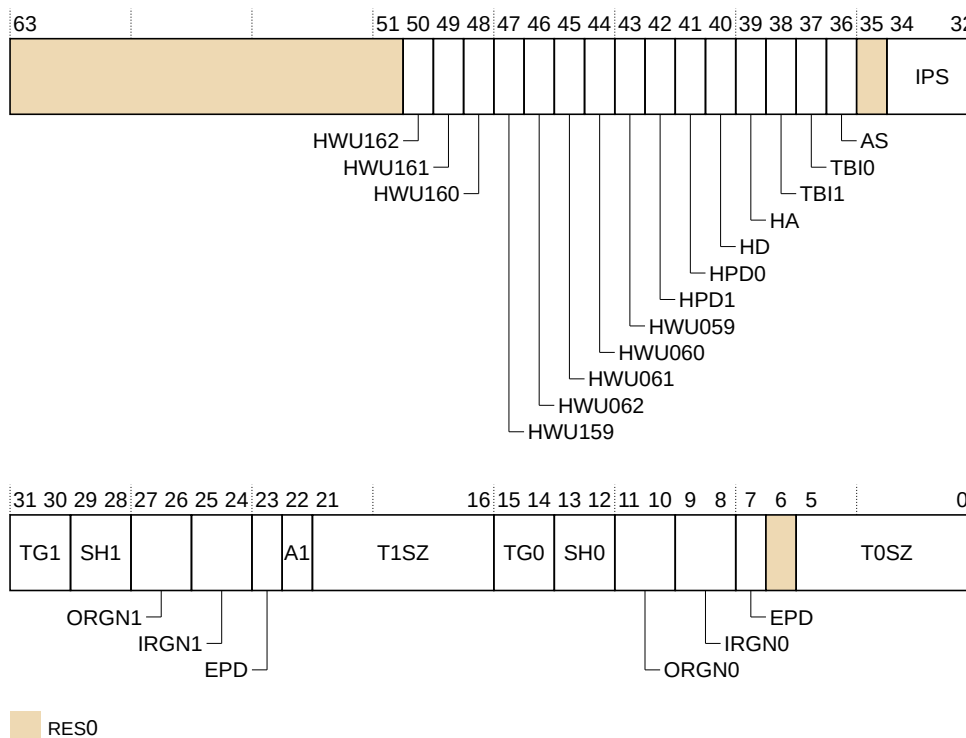 63 51 50 49 48 47 46 45 44 43 42 41 40 39 38 37 36 35 34 32
IPS
HWU162 AS
HWU161 TBI0
HWU160 TBI1
HA
HD
HPD0
HPD1
HWU059
HWU060
HWU061
HWU062
HWU159
31 30 29 28 27 26 25 24 23 22 21 16 15 14 13 12 11 10 9 8 7 6 5 0
TG1 SH1 A1 T1SZ TG0 SH0 T0SZ
ORGN1 EPD
IRGN1 IRGN0
EPD ORGN0
RES0